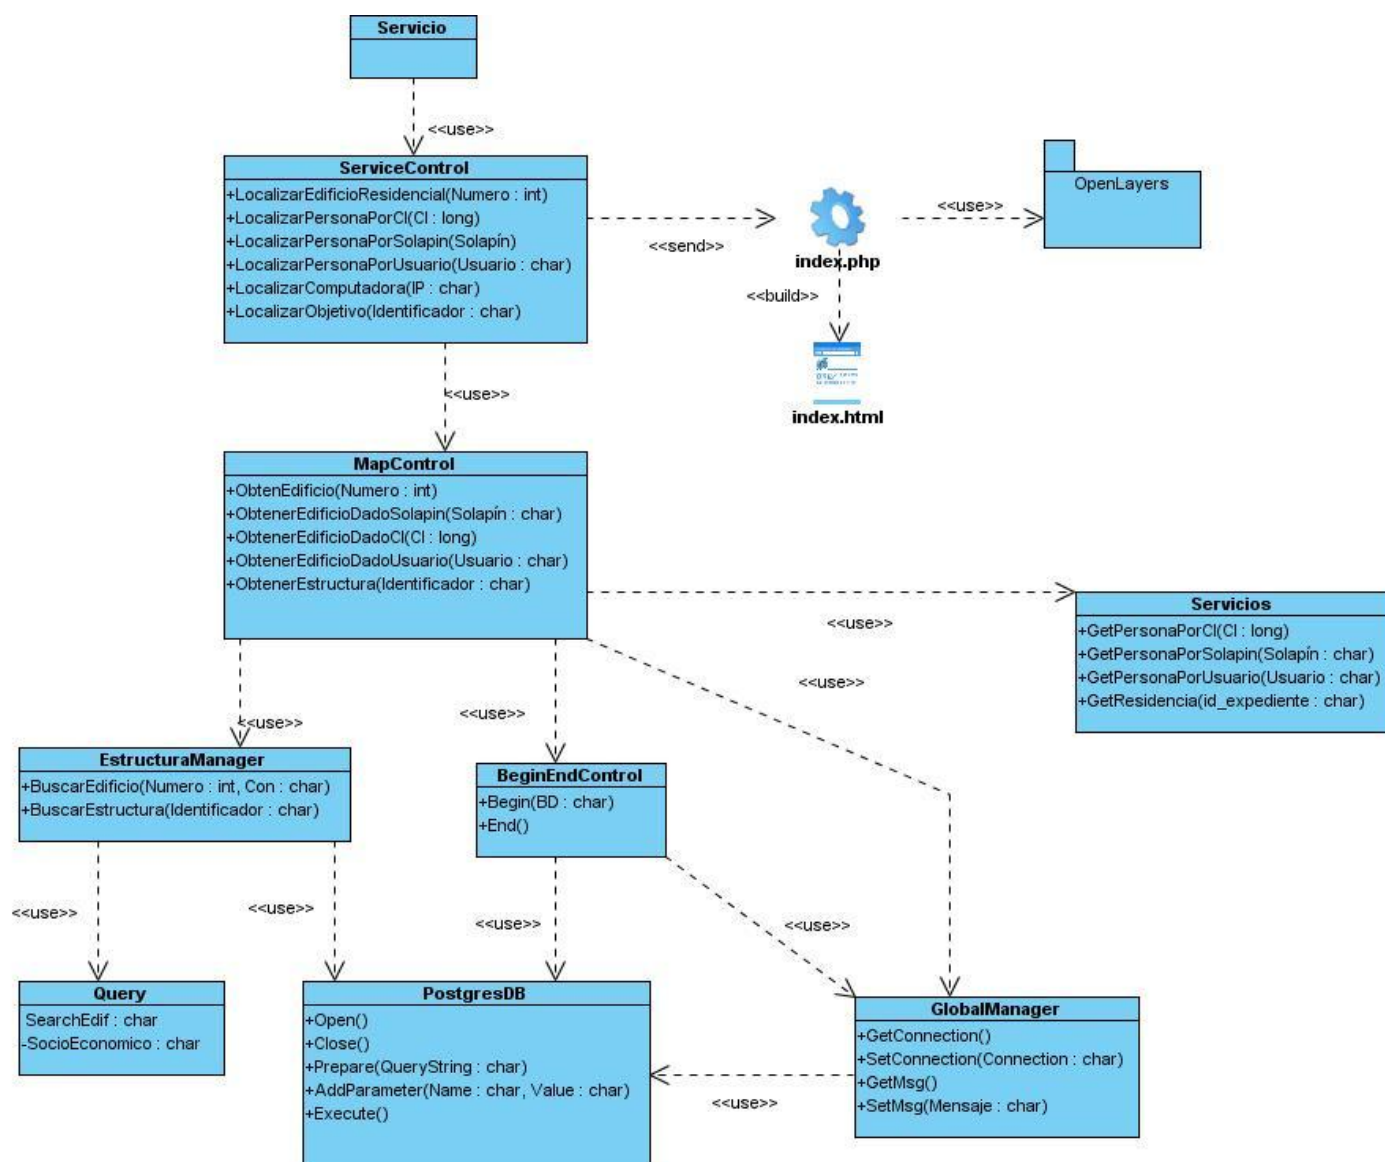 Servicio
<<use>>
ServiceControl
+LocalizarEdificioResidencial(Numero : int)
+LocalizarPersonaPorCI(CI : long)
+LocalizarPersonaPorSolapin(Solapín)
+LocalizarPersonaPorUsuario(Usuario : char)
+LocalizarComputadora(IP : char)
+LocalizarObjetivo(Identificador : char)
<<send>>
index.php
<<use>>
OpenLayers
<<build>>
index.html
<<use>>
MapControl
+ObtenEdificio(Numero : int)
+ObtenerEdificioDadoSolapin(Solapín : char)
+ObtenerEdificioDadoCI(CI : long)
+ObtenerEdificioDadoUsuario(Usuario : char)
+ObtenerEstructura(Identificador : char)
<<use>>
Servicios
+GetPersonaPorCI(CI : long)
+GetPersonaPorSolapin(Solapín : char)
+GetPersonaPorUsuario(Usuario : char)
+GetResidencia(id_expediente : char)
<<use>>
<<use>>
<<use>>
EstructuraManager
+BuscarEdificio(Numero : int, Con : char)
+BuscarEstructura(Identificador : char)
BeginEndControl
+Begin(BD : char)
+End()
<<use>>
<<use>>
<<use>>
<<use>>
Query
SearchEdif : char
-SocioEconomico : char
PostgresDB
+Open()
+Close()
+Prepare(QueryString : char)
+AddParameter(Name : char, Value : char)
+Execute()
<<use>>
GlobalManager
+GetConnection()
+SetConnection(Connection : char)
+GetMsg()
+SetMsg(Mensaje : char)